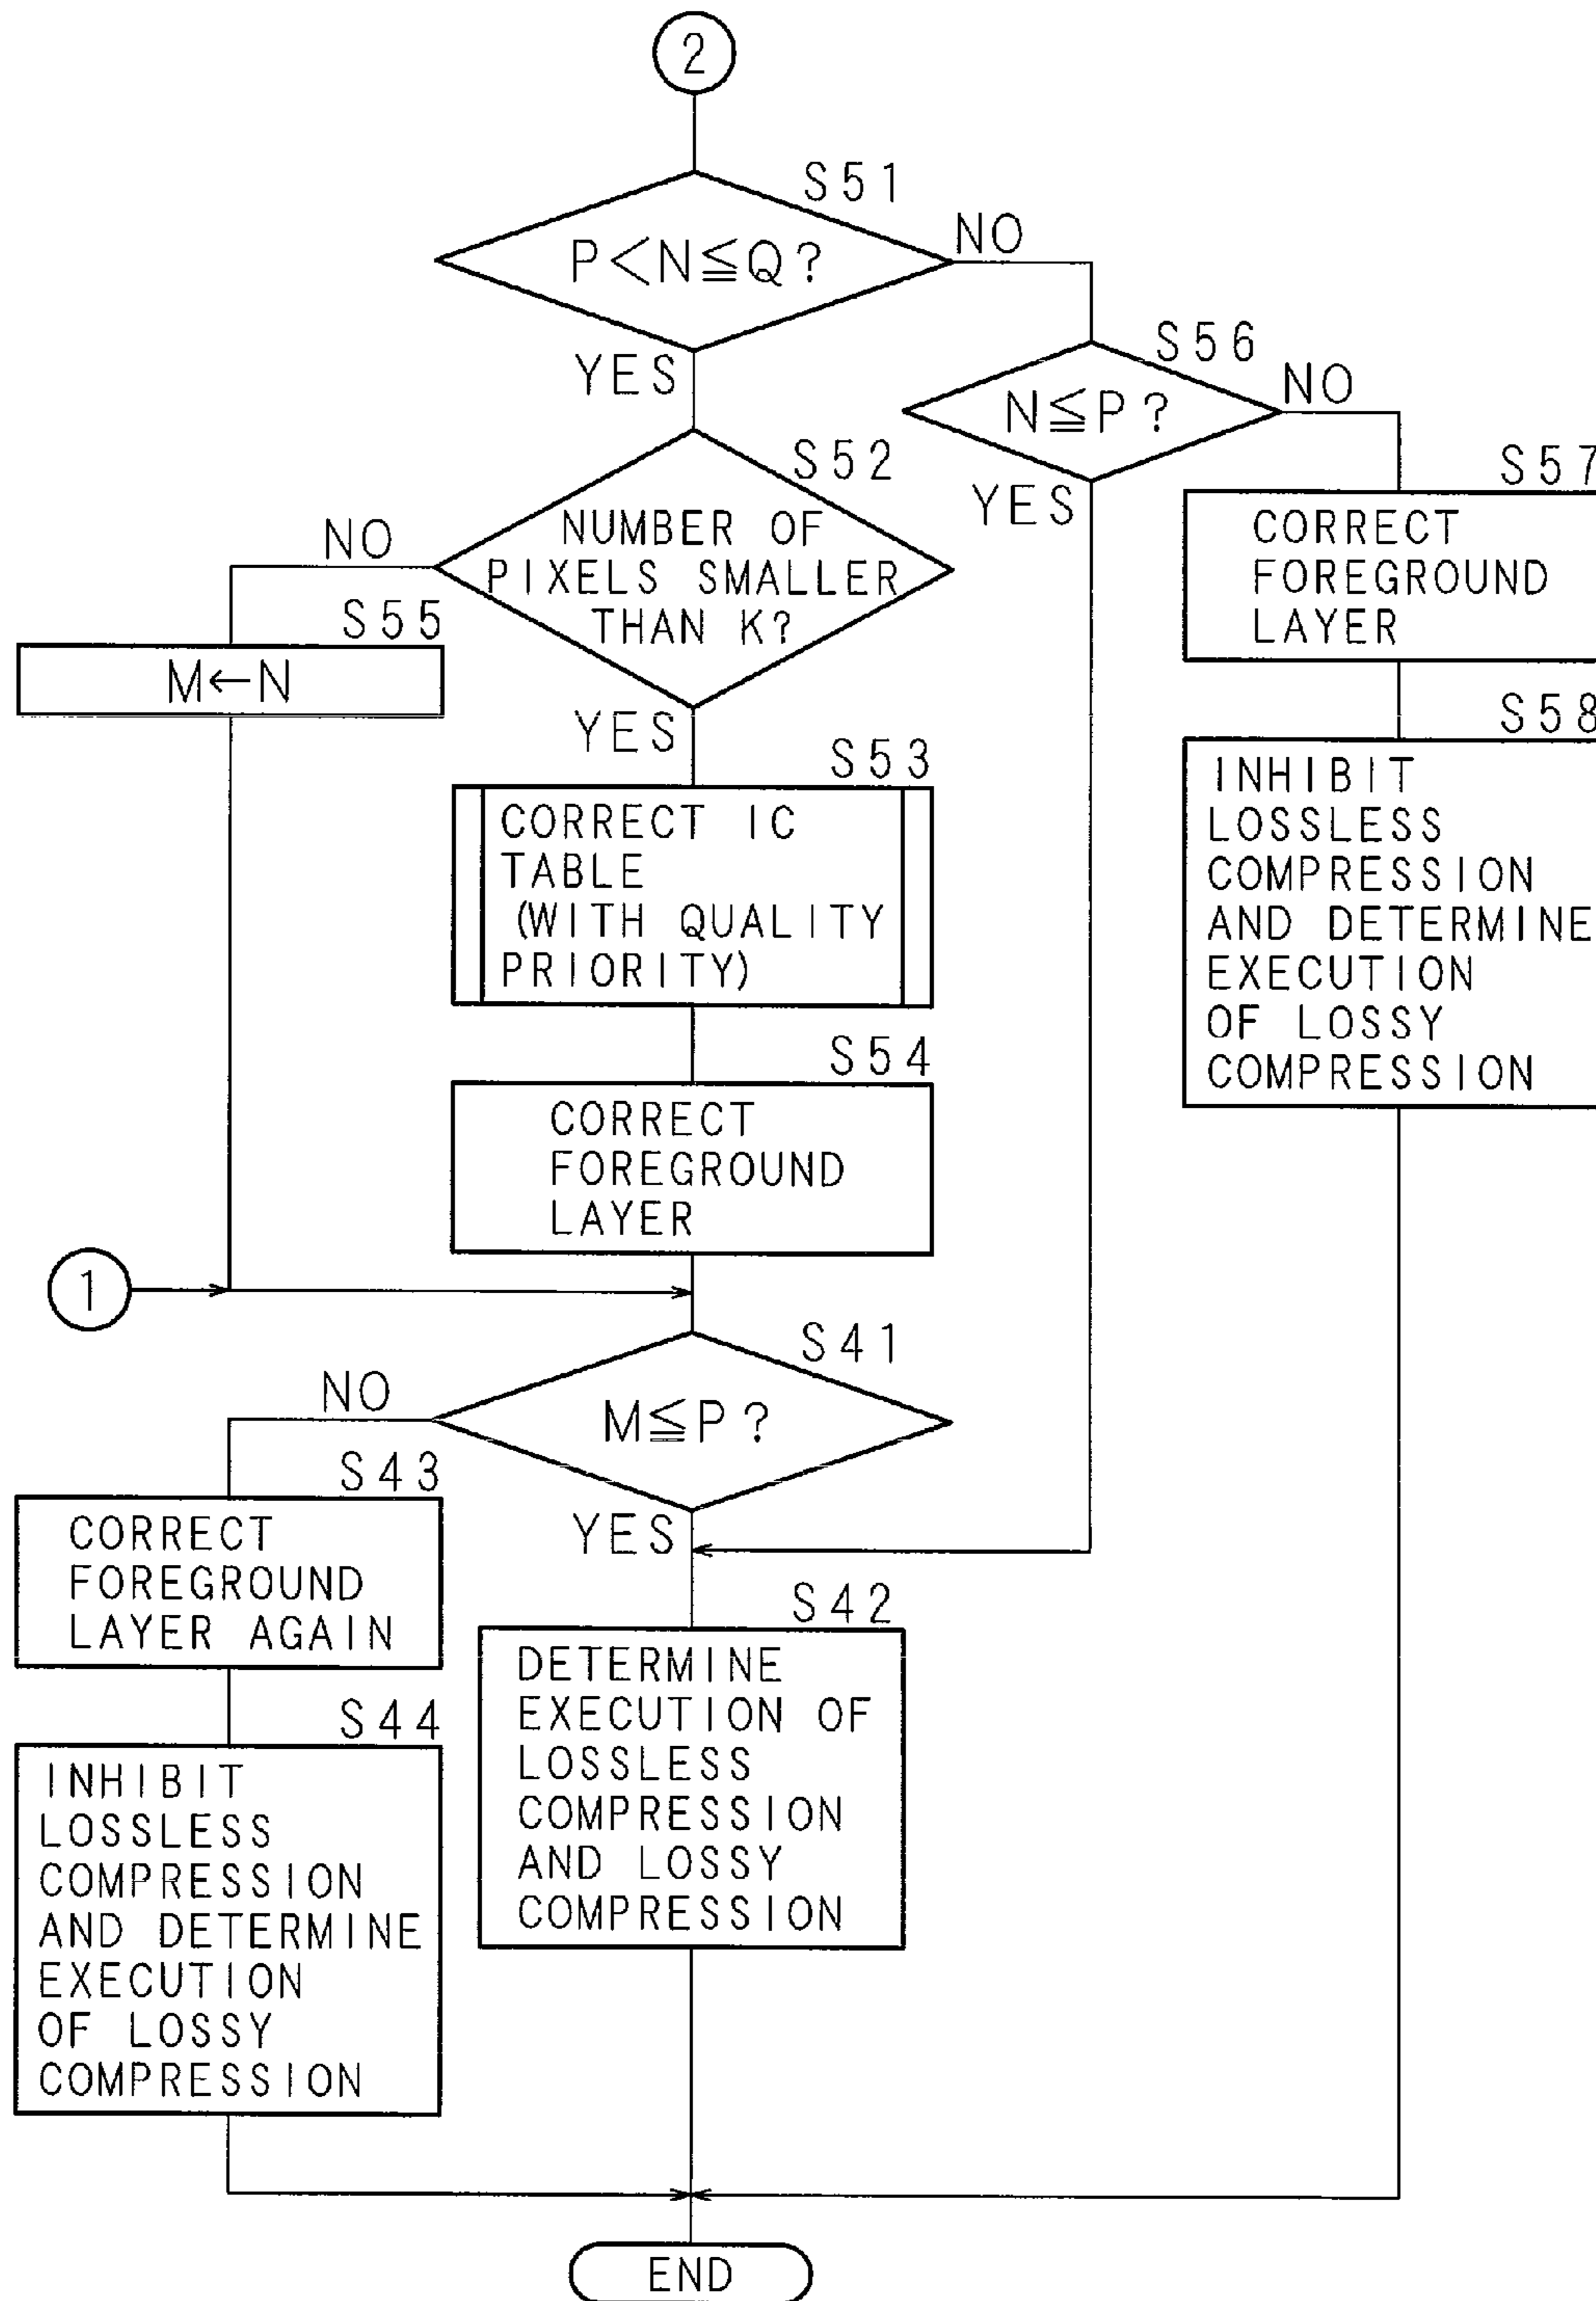 2
S51
P<N≦Q?
NO
YES
S56
N≦P?
NO
YES
S52
NUMBER OF
PIXELS SMALLER
THAN K?
NO
YES
S57
CORRECT
FOREGROUND
LAYER
S55
M←N
S58
INHIBIT
LOSSLESS
COMPRESSION
AND DETERMINE
EXECUTION
OF LOSSY
COMPRESSION
S53
CORRECT IC
TABLE
(WITH QUALITY
PRIORITY)
S54
CORRECT
FOREGROUND
LAYER
1
S41
M≦P?
NO
YES
S43
CORRECT
FOREGROUND
LAYER AGAIN
S42
DETERMINE
EXECUTION OF
LOSSLESS
COMPRESSION
AND LOSSY
COMPRESSION
S44
INHIBIT
LOSSLESS
COMPRESSION
AND DETERMINE
EXECUTION
OF LOSSY
COMPRESSION
END